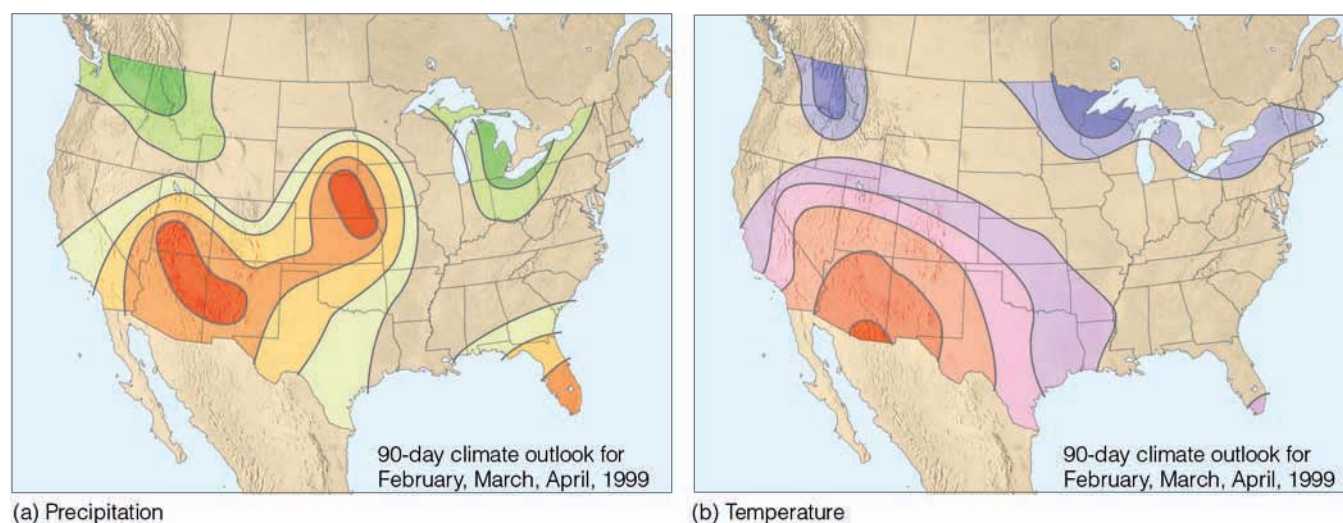 90-day climate outlook for
February, March, April, 1999
(a) Precipitation
90-day climate outlook for
February, March, April, 1999
(b) Temperature